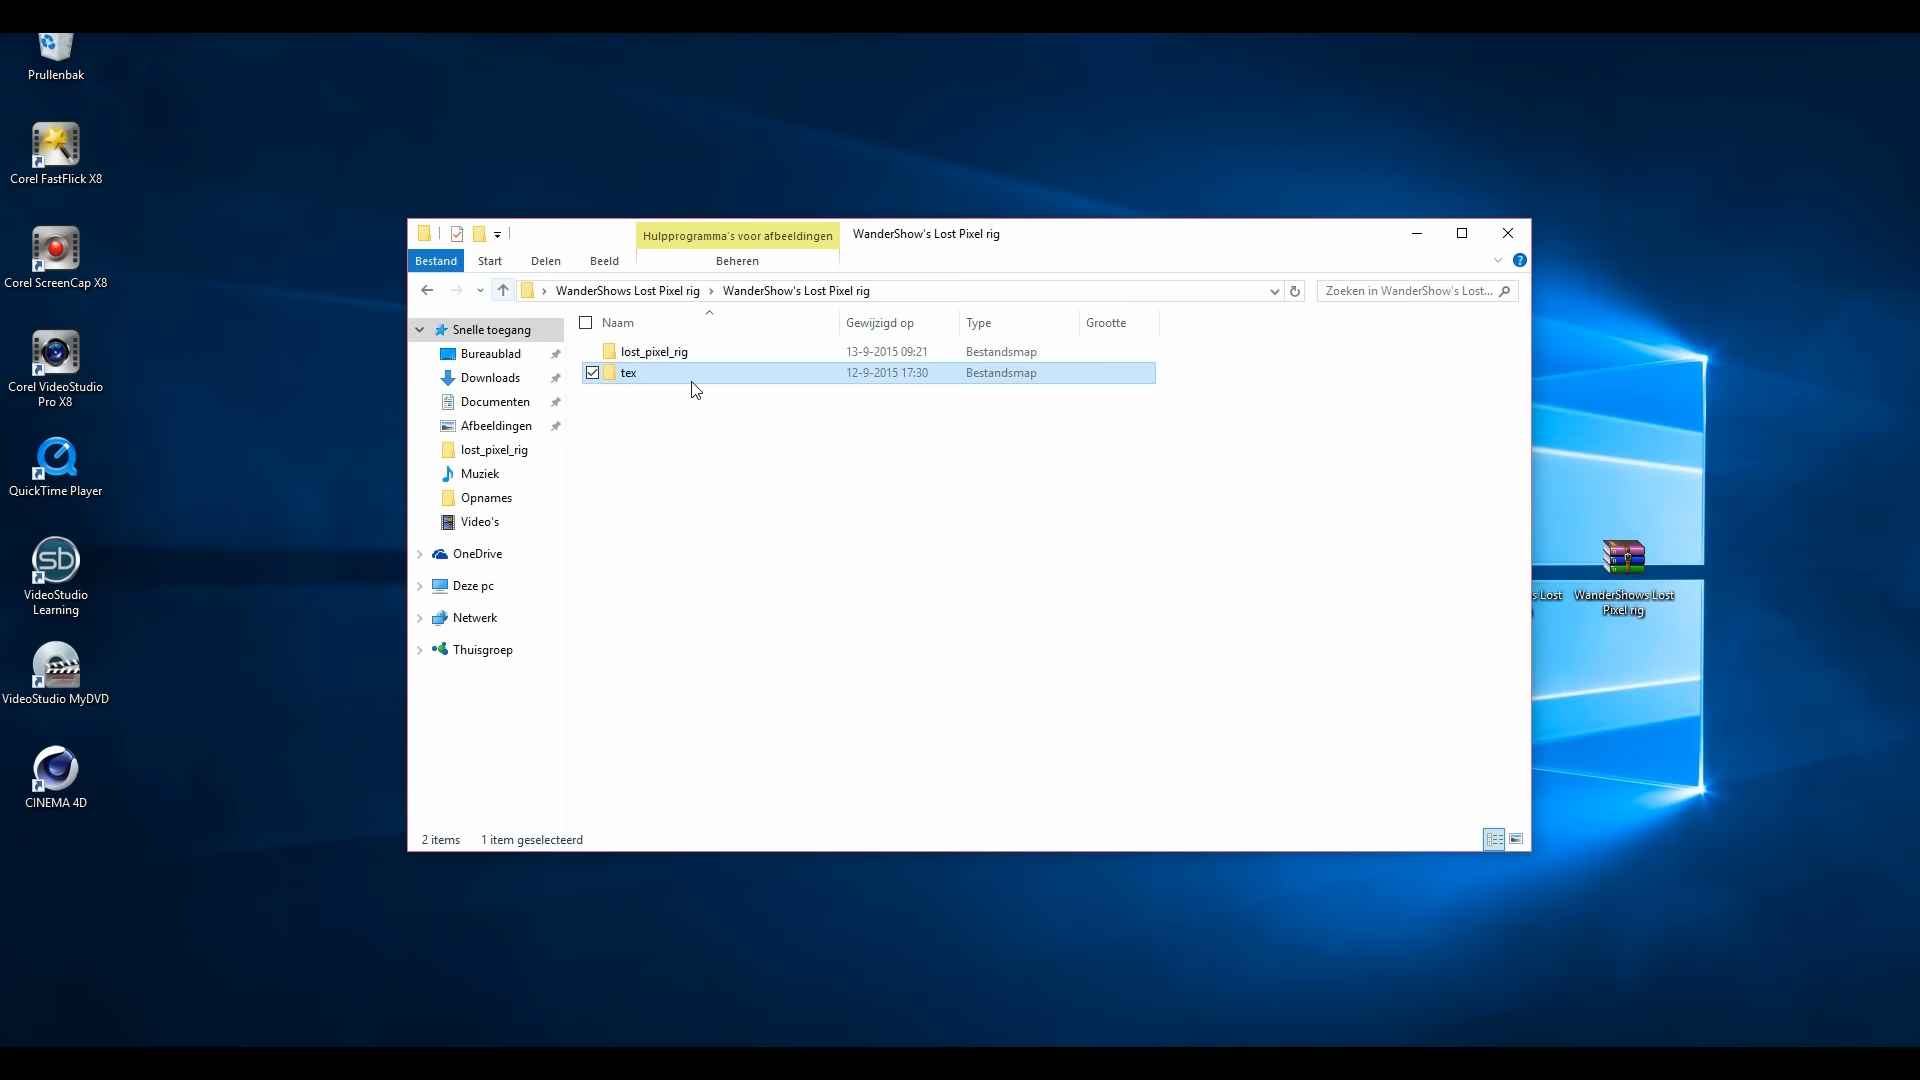 Prullenbak
Corel FastFlick X8
Corel ScreenCap X8
Corel VideoStudio
Pro X8
QuickTime Player
sb
VideoStudio
Learning
VideoStudio MyDVD
CINEMA 4D
Hulpprogramma's voor afbeeldingen
WanderShow's Lost Pixel rig
Bestand
Start
Delen
Beeld
Beheren
?
WanderShows Lost Pixel rig
WanderShow's Lost Pixel rig
Zoeken in WanderShow's Lost...
Snelle toegang
Bureaublad
Downloads
Documenten
Afbeeldingen
lost_pixel_rig
Muziek
Opnames
Video's
OneDrive
Deze pc
Netwerk
Thuisgroep
Naam
Gewijzigd op
Type
Grootte
lost_pixel_rig 13-9-2015 09:21 Bestandsmap
tex 12-9-2015 17:30 Bestandsmap
2 items
1 item geselecteerd
s Lost
WanderShows Lost
Pixel rig